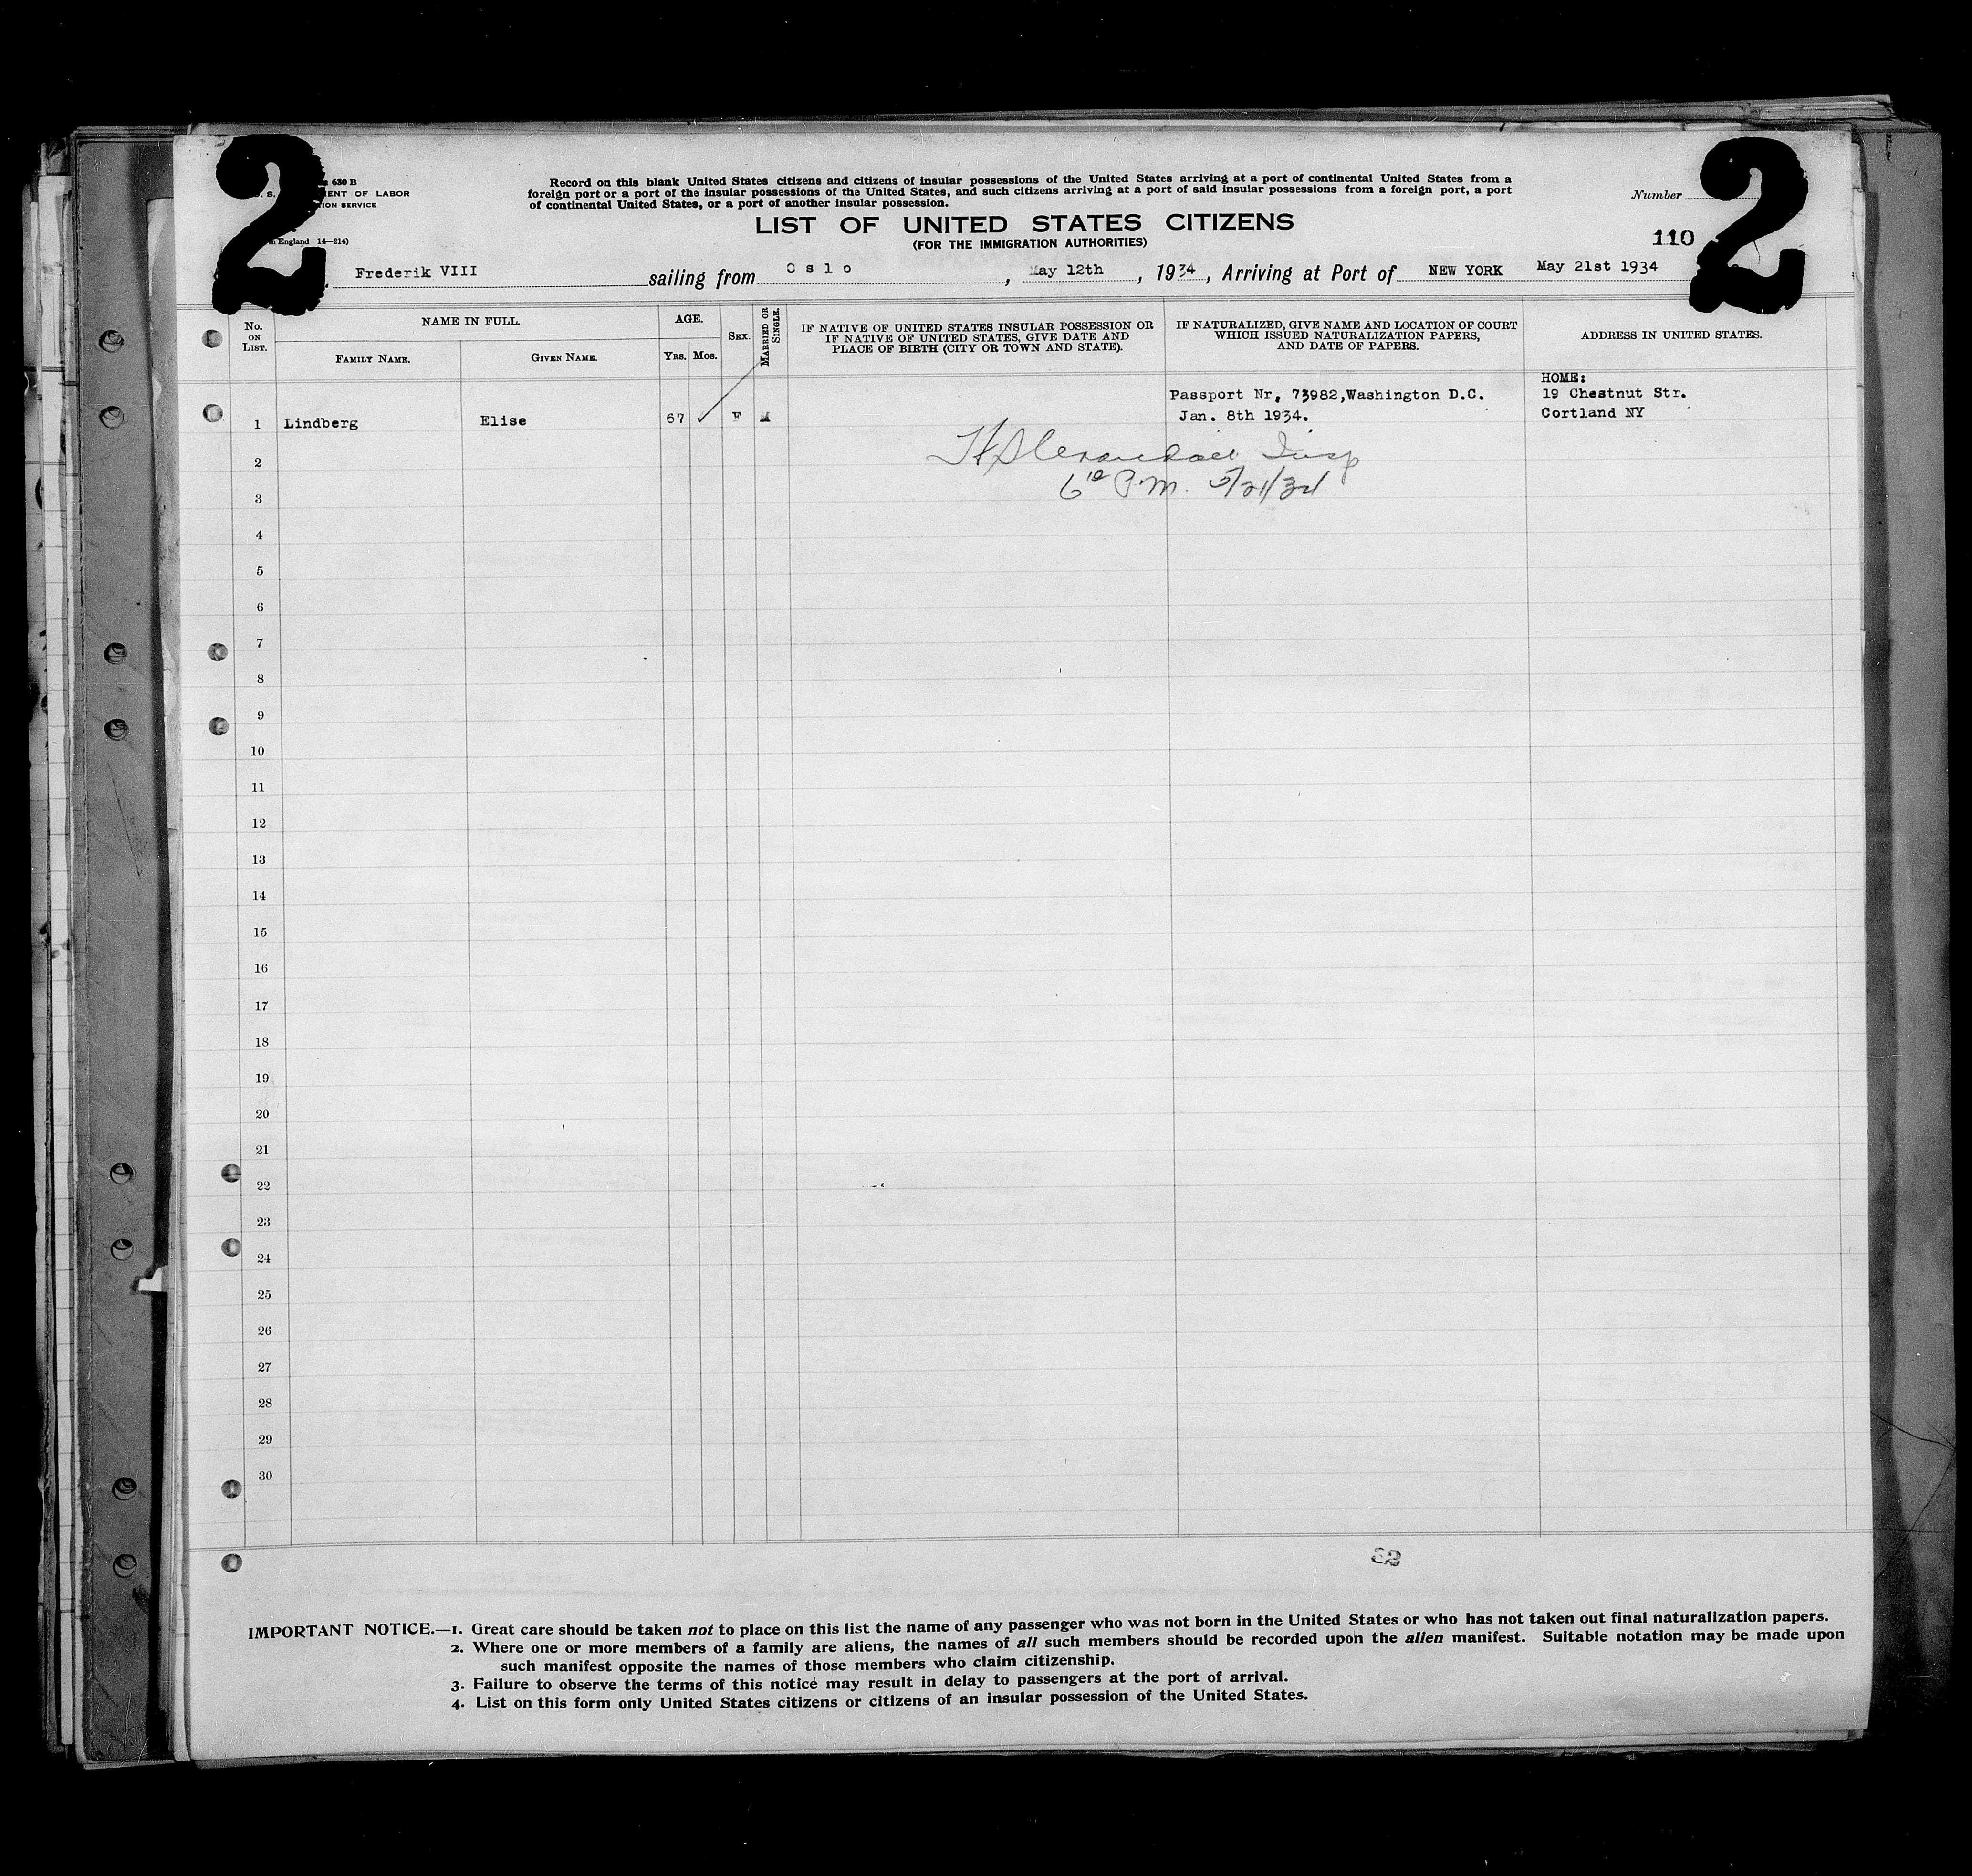 2 2
630 B
ENT OF LABOR
TION SERVICE
England 14—214)
Record on this blank United States citizens and citizens of insular possessions of the United States arriving at a port of continental United States from a
foreign port or a port of the insular possessions of the United States, and such citizens arriving at a port of said insular possessions from a foreign port, a port
of continental United States, or a port of another insular possession.
Number
LIST OF UNITED STATES CITIZENS
(FOR THE IMMIGRATION AUTHORITIES)
110
Frederik VIII sailing from Oslo, May 12th, 1934, Arriving at Port of NEW YORK May 21st 1934
No. ON LIST.
NAME IN FULL.
FAMILY NAME.
GIVEN NAME.
AGE.
YRS. MOS.
SEX.
MARRIED OR SINGLE.
IF NATIVE OF UNITED STATES INSULAR POSSESSION OR
IF NATIVE OF UNITED STATES, GIVE DATE AND
PLACE OF BIRTH (CITY OR TOWN AND STATE).
IF NATURALIZED, GIVE NAME AND LOCATION OF COURT
WHICH ISSUED NATURALIZATION PAPERS,
AND DATE OF PAPERS.
ADDRESS IN UNITED STATES.
HOME:
Passport Nr, 73982,Washington D.C. 19 Chestnut Str.
1 Lindberg Elise 67 ✓ F M Jan. 8th 1934. Cortland NY
2 Insp
3 6 P.M. 5/21/34
4
5
6
7
8
9
10
11
12
13
14
15
16
17
18
19
20
21
22
23
24
25
26
27
28
29
30
IMPORTANT NOTICE.—1. Great care should be taken not to place on this list the name of any passenger who was not born in the United States or who has not taken out final naturalization papers.
2. Where one or more members of a family are aliens, the names of all such members should be recorded upon the alien manifest. Suitable notation may be made upon
such manifest opposite the names of those members who claim citizenship.
3. Failure to observe the terms of this notice may result in delay to passengers at the port of arrival.
4. List on this form only United States citizens or citizens of an insular possession of the United States.